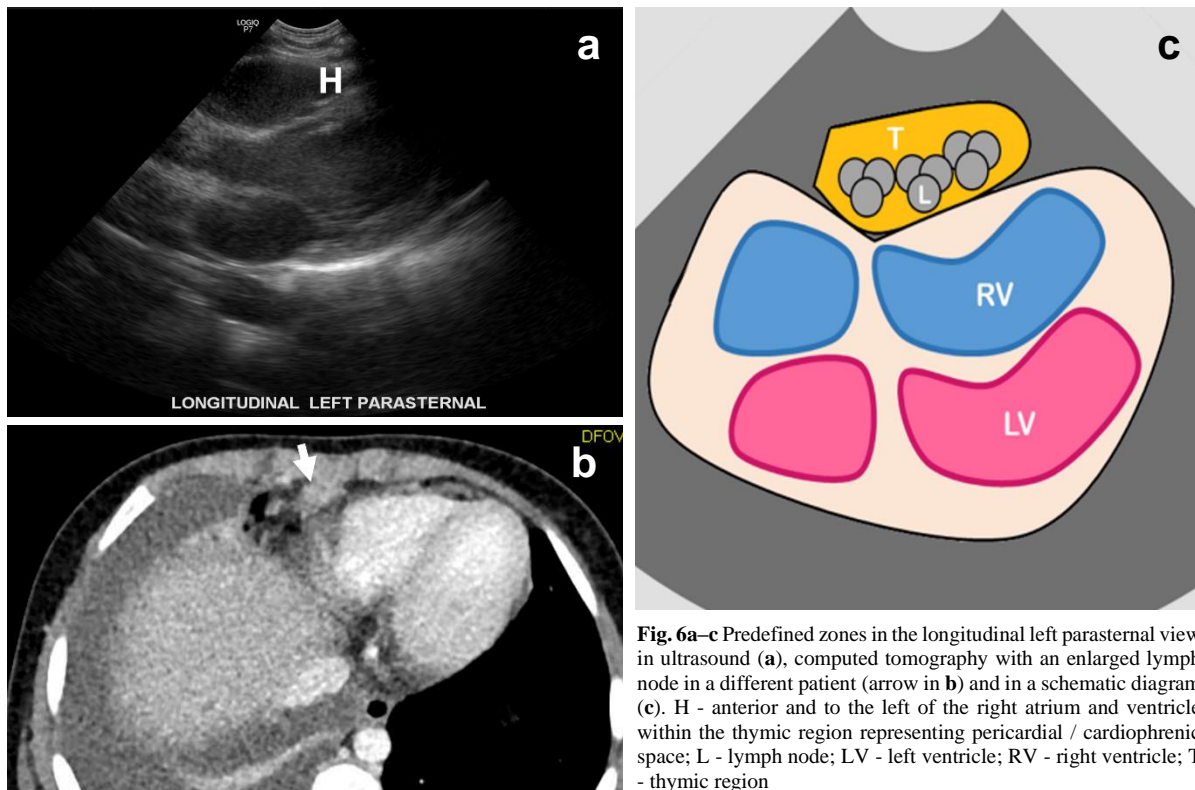 LOGIQ
P7
a
H
LONGITUDINAL LEFT PARASTERNAL
DFOV
b
c
T
L
RV
LV
Fig. 6a–c Predefined zones in the longitudinal left parasternal view
in ultrasound (a), computed tomography with an enlarged lymph
node in a different patient (arrow in b) and in a schematic diagram
(c). H - anterior and to the left of the right atrium and ventricle
within the thymic region representing pericardial / cardiophrenic
space; L - lymph node; LV - left ventricle; RV - right ventricle; T
- thymic region